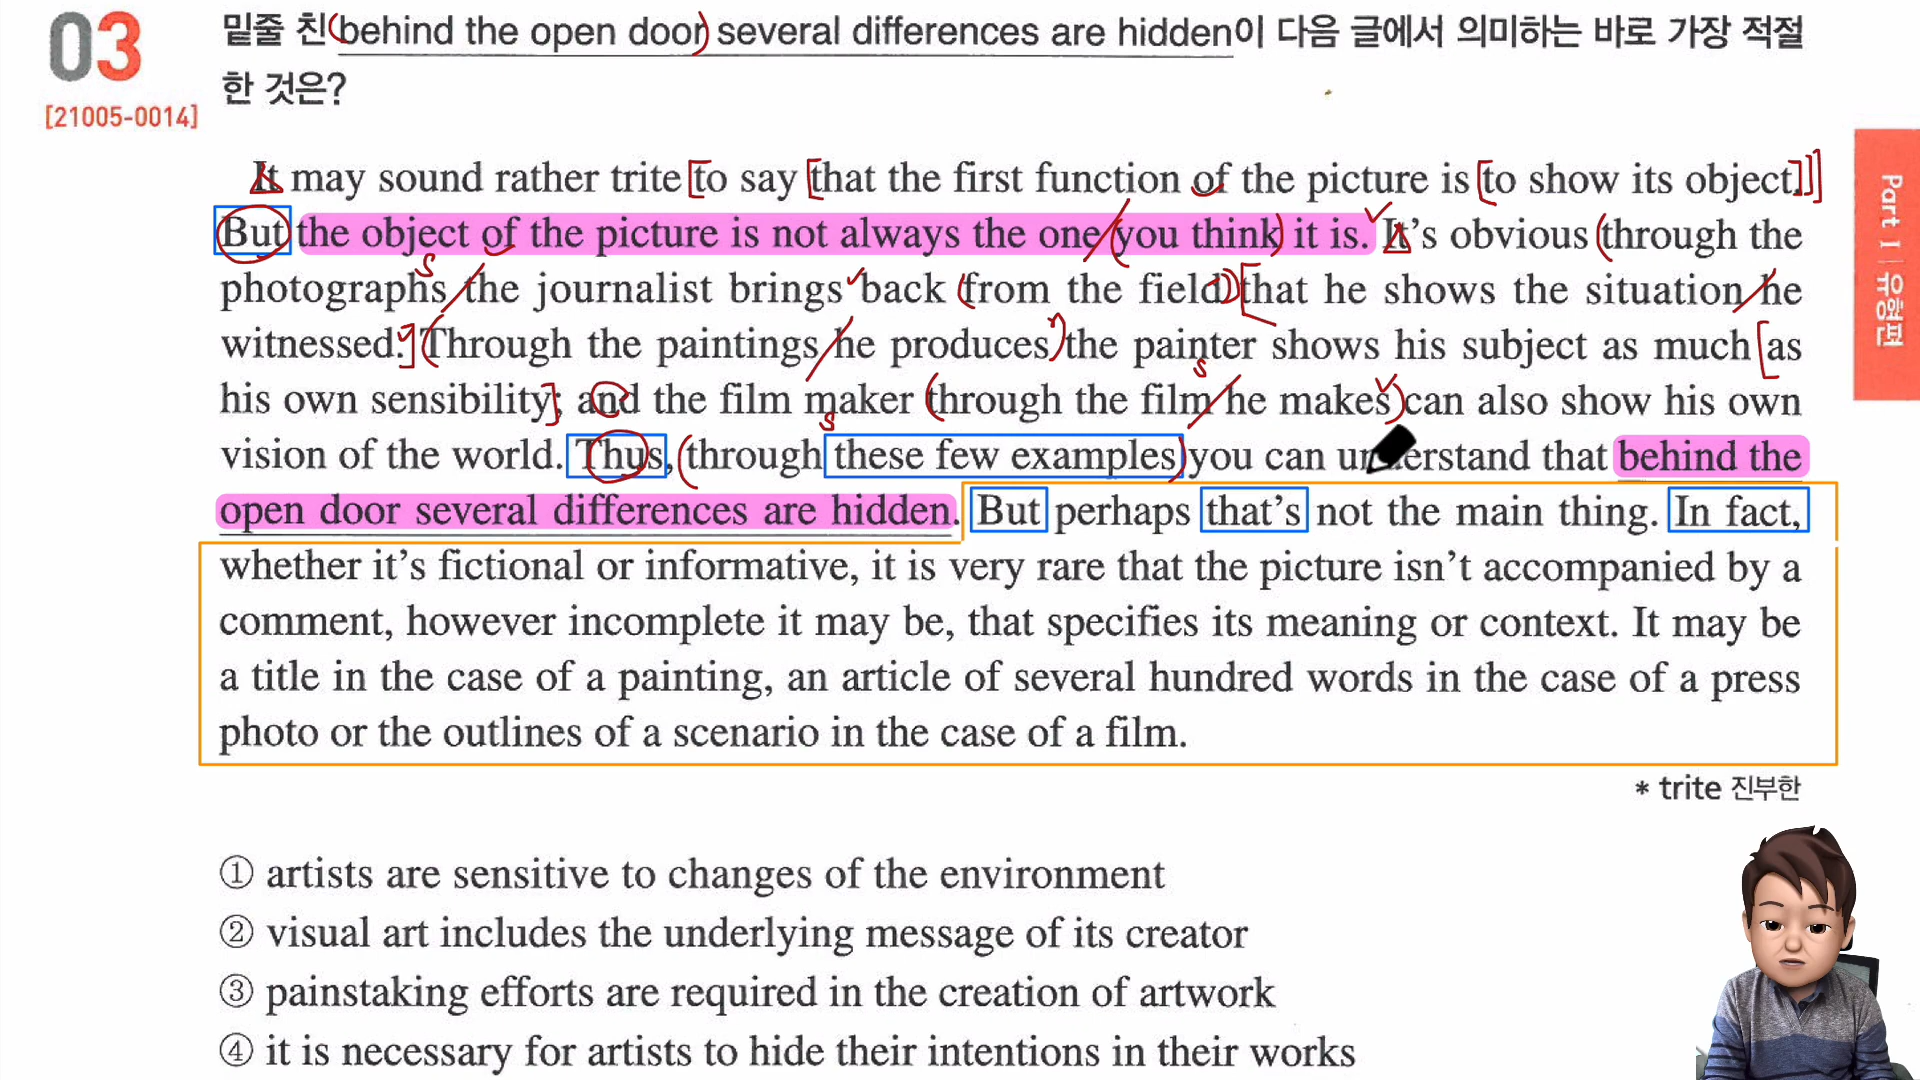 03
[21005-0014]
밑줄 친 behind the open door several differences are hidden이 다음 글에서 의미하는 바로 가장 적절
한 것은?
It may sound rather trite to say that the first function of the picture is to show its object.
But the object of the picture is not always the one you think it is. It's obvious through the
photographs the journalist brings back from the field that he shows the situation he
witnessed. Through the paintings he produces the painter shows his subject as much as
his own sensibility; and the film maker through the film he makes can also show his own
vision of the world. Thus, through these few examples you can understand that behind the
open door several differences are hidden. But perhaps that's not the main thing. In fact,
whether it's fictional or informative, it is very rare that the picture isn't accompanied by a
comment, however incomplete it may be, that specifies its meaning or context. It may be
a title in the case of a painting, an article of several hundred words in the case of a press
photo or the outlines of a scenario in the case of a film.
* trite 진부한
① artists are sensitive to changes of the environment
② visual art includes the underlying message of its creator
③ painstaking efforts are required in the creation of artwork
④ it is necessary for artists to hide their intentions in their works
Part I 유형편